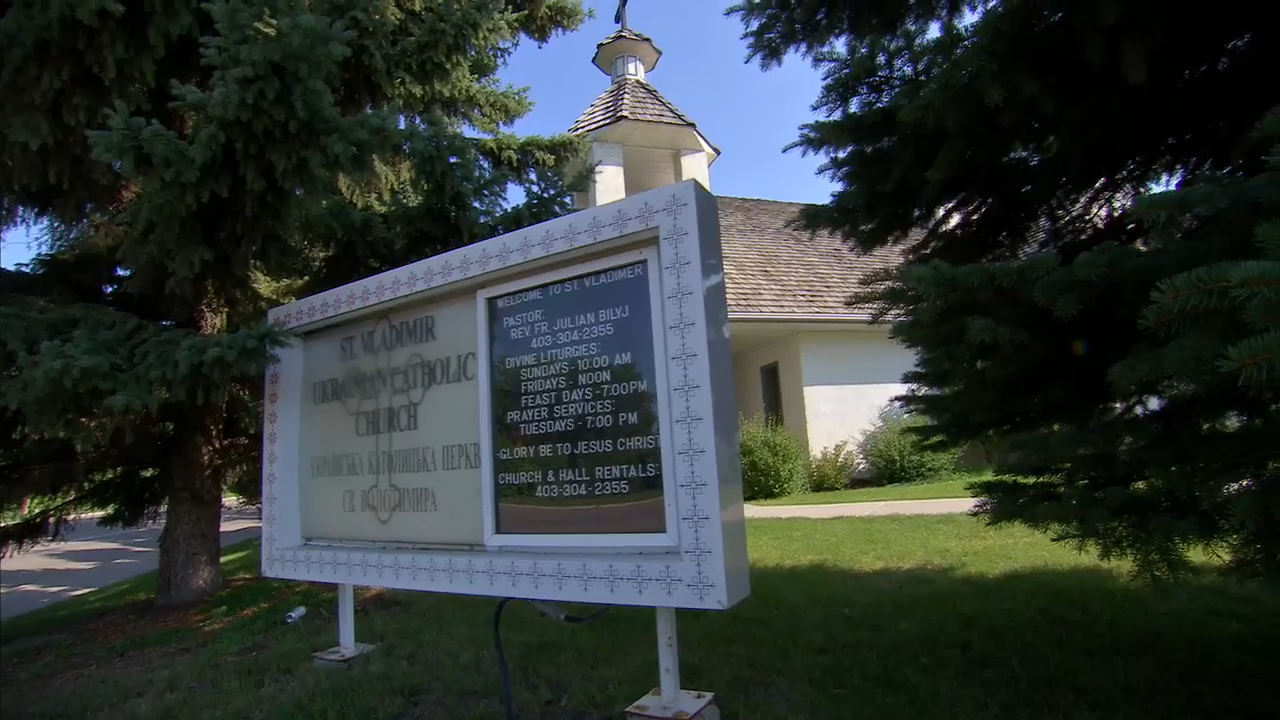 ST. VLADIMIR
UKRAINIAN CATHOLIC
CHURCH
УКРАЇНСЬКА КАТОЛИЦЬКА ЦЕРКВ
СВ. ВОЛОДИМИРА
WELCOME TO ST. VLADIMER
PASTOR:
REV. FR. JULIAN BILYJ
403-304-2355
DIVINE LITURGIES:
SUNDAYS - 10:00 AM
FRIDAYS - NOON
FEAST DAYS -7:00PM
PRAYER SERVICES:
TUESDAYS - 7:00 PM
GLORY BE TO JESUS CHRIST
CHURCH & HALL RENTALS:
403-304-2355